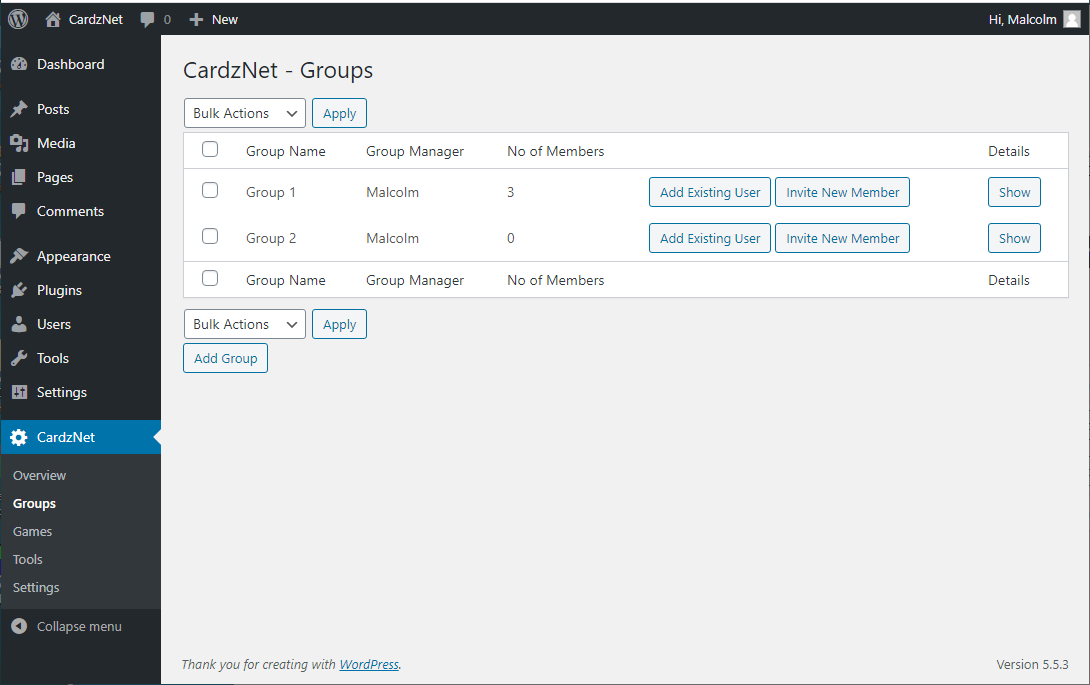 CardzNet 0 New Hi, Malcolm
Dashboard
Posts
Media
Pages
Comments
Appearance
Plugins
Users
Tools
Settings
CardzNet
Overview
Groups
Games
Tools
Settings
Collapse menu
CardzNet - Groups
Bulk Actions Apply
Group Name Group Manager No of Members Details
Group 1 Malcolm 3 Add Existing User Invite New Member Show
Group 2 Malcolm 0 Add Existing User Invite New Member Show
Group Name Group Manager No of Members Details
Bulk Actions Apply
Add Group
Thank you for creating with WordPress. Version 5.5.3